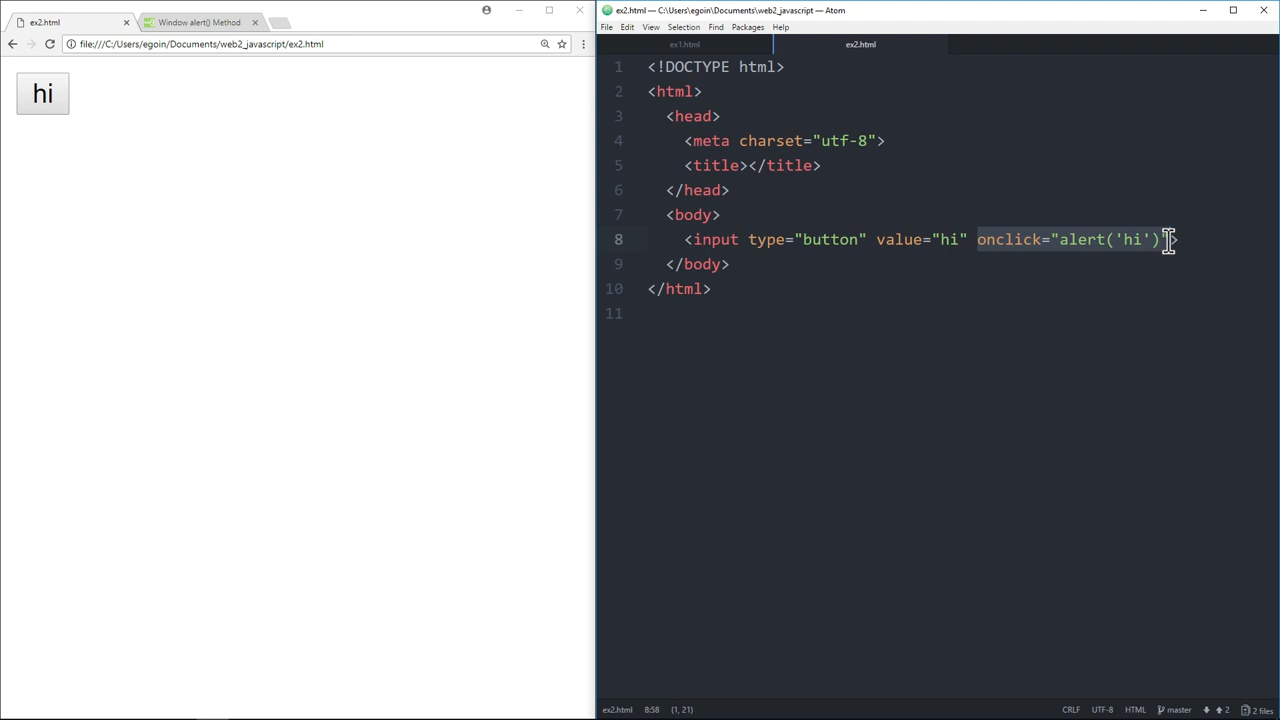 ex2.html
Window alert() Method
file:///C:/Users/egoin/Documents/web2_javascript/ex2.html
hi
ex2.html — C:\Users\egoin\Documents\web2_javascript — Atom
File Edit View Selection Find Packages Help
ex1.html ex2.html
1 <!DOCTYPE html>
2 <html>
3 <head>
4 <meta charset="utf-8">
5 <title></title>
6 </head>
7 <body>
8 <input type="button" value="hi" onclick="alert('hi')">
9 </body>
10 </html>
11
ex2.html 8:58 (1, 21) CRLF UTF-8 HTML master 2 2 files